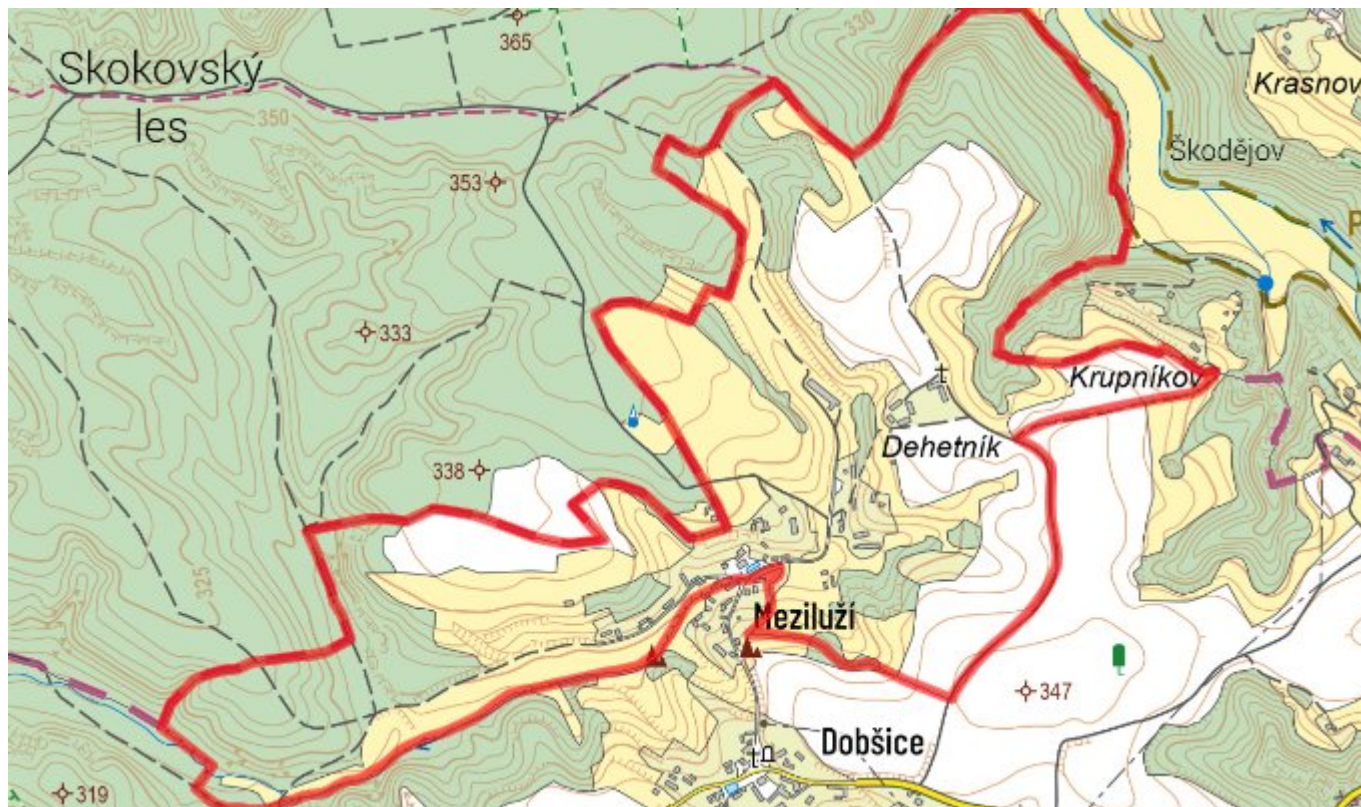 365
330
Skokovský
les
350
Krasnov
Škodějov
353
P
333
Krupníkov
Dehetník
338
325
Meziluží
347
Dobšice
319